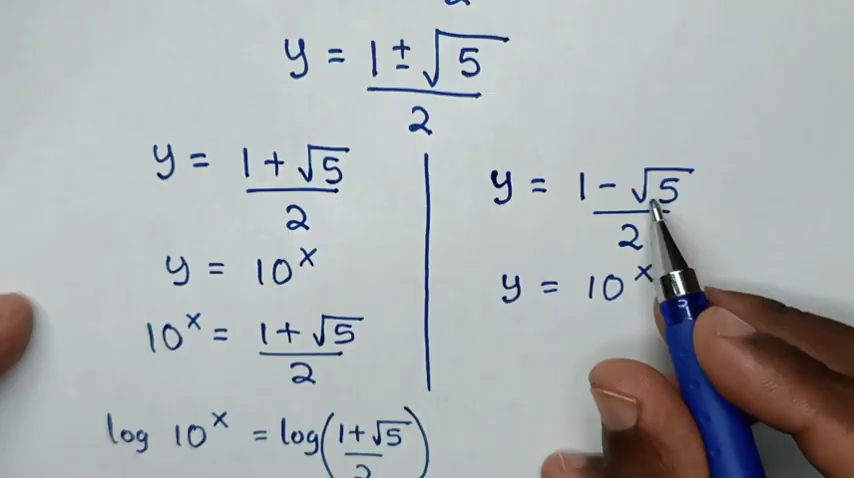 y = 1 ± √5
2
y = 1 + √5
2
y = 10^x
10^x = 1 + √5
2
log 10^x = log(1 + √5
2)
y = 1 - √5
2
y = 10^x